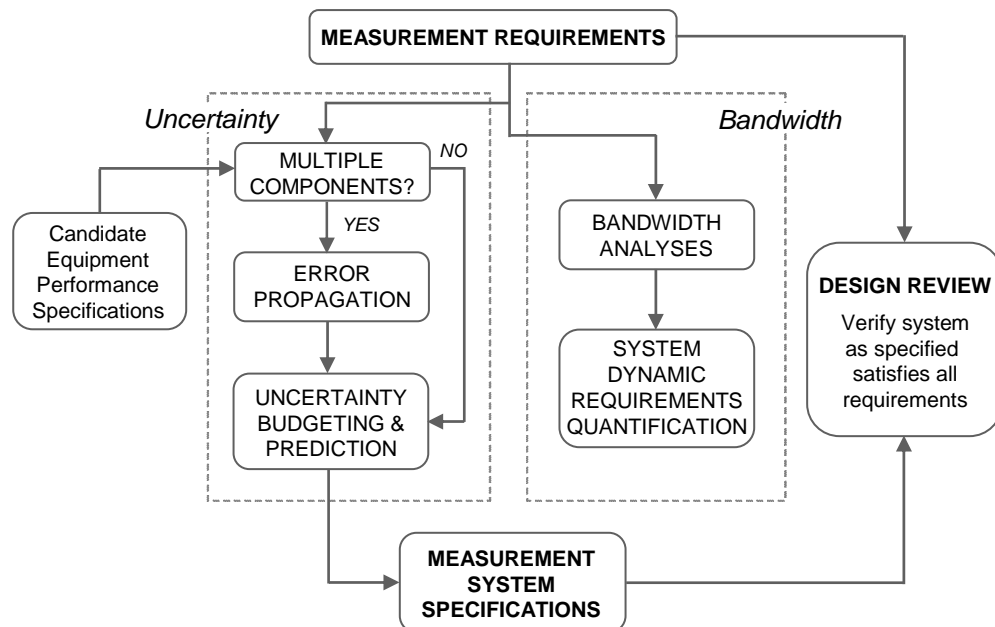 MEASUREMENT REQUIREMENTS
Uncertainty
Bandwidth
MULTIPLE
COMPONENTS?
NO
YES
Candidate
Equipment
Performance
Specifications
ERROR
PROPAGATION
UNCERTAINTY
BUDGETING &
PREDICTION
BANDWIDTH
ANALYSES
SYSTEM
DYNAMIC
REQUIREMENTS
QUANTIFICATION
DESIGN REVIEW
Verify system
as specified
satisfies all
requirements
MEASUREMENT
SYSTEM
SPECIFICATIONS